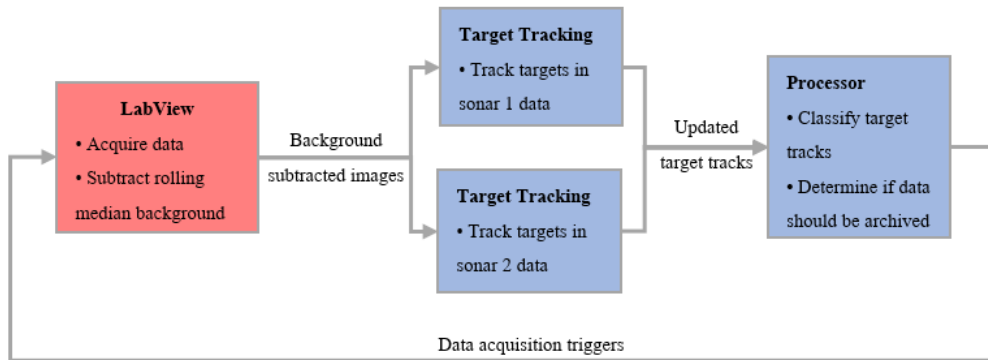 LabView
• Acquire data
• Subtract rolling
median background
Background
subtracted images
Target Tracking
• Track targets in
sonar 1 data
Target Tracking
• Track targets in
sonar 2 data
Updated
target tracks
Processor
• Classify target
tracks
• Determine if data
should be archived
Data acquisition triggers